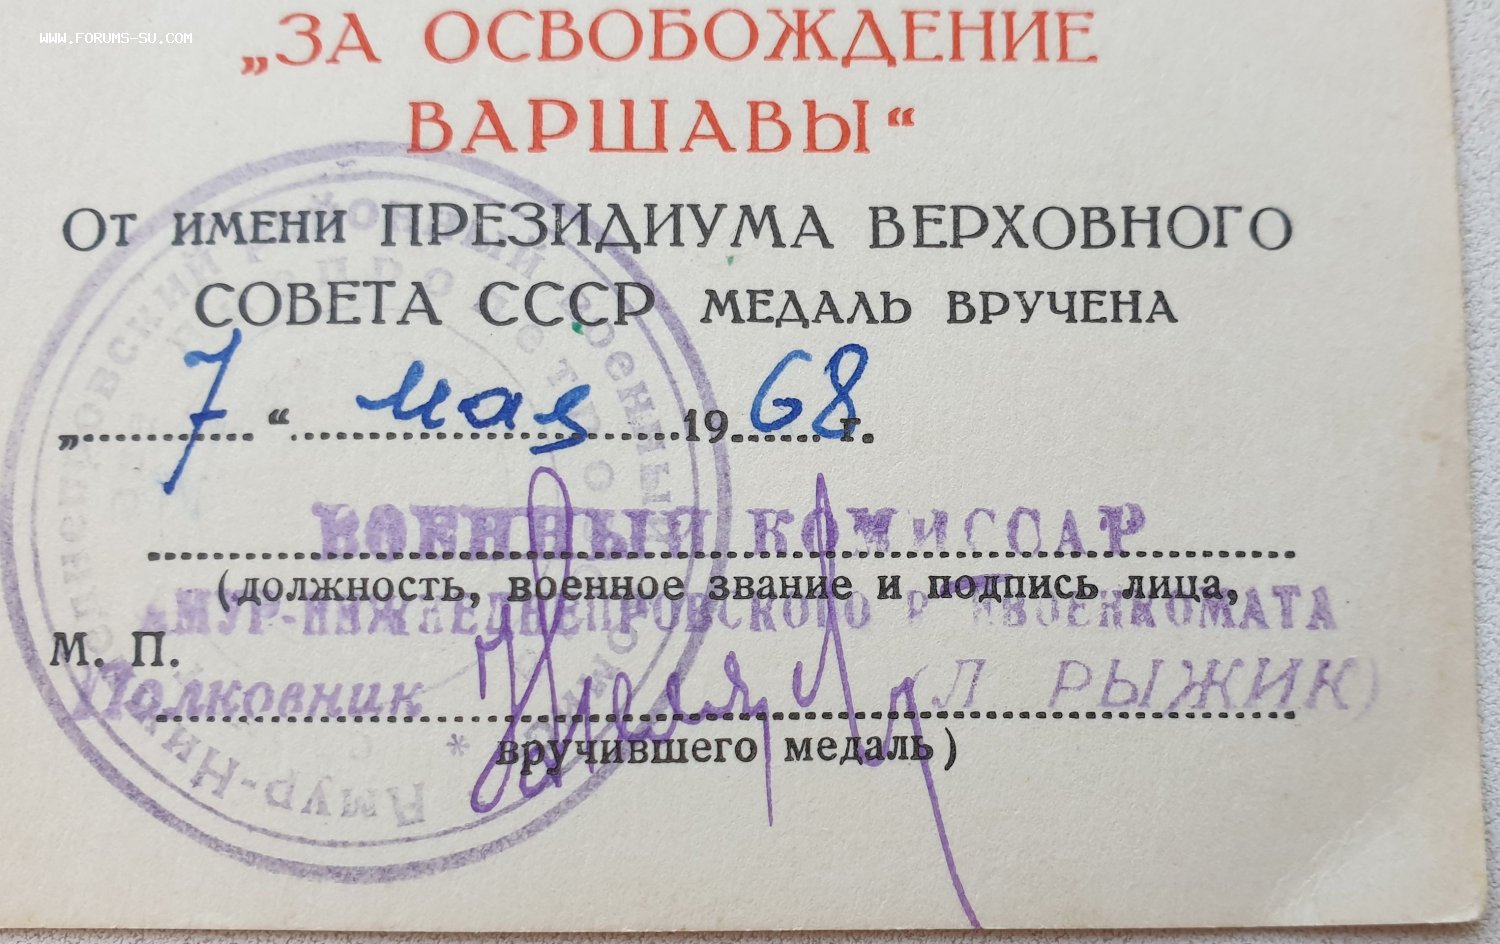 WWW.FORUMS-SU.COM
„ЗА ОСВОБОЖДЕНИЕ
ВАРШАВЫ“
ОТ ИМЕНИ ПРЕЗИДИУМА ВЕРХОВНОГО
СОВЕТА СССР МЕДАЛЬ ВРУЧЕНА
„7“ мая 1968 г.
ВОЕННЫЙ КОМИССАР
(должность, военное звание и подпись лица,
АМУР-НИЖНЕДНЕПРОВСКОГО РАЙВОЕНКОМАТА
М. П.
Полковник (Л РЫЖИК)
вручившего медаль)